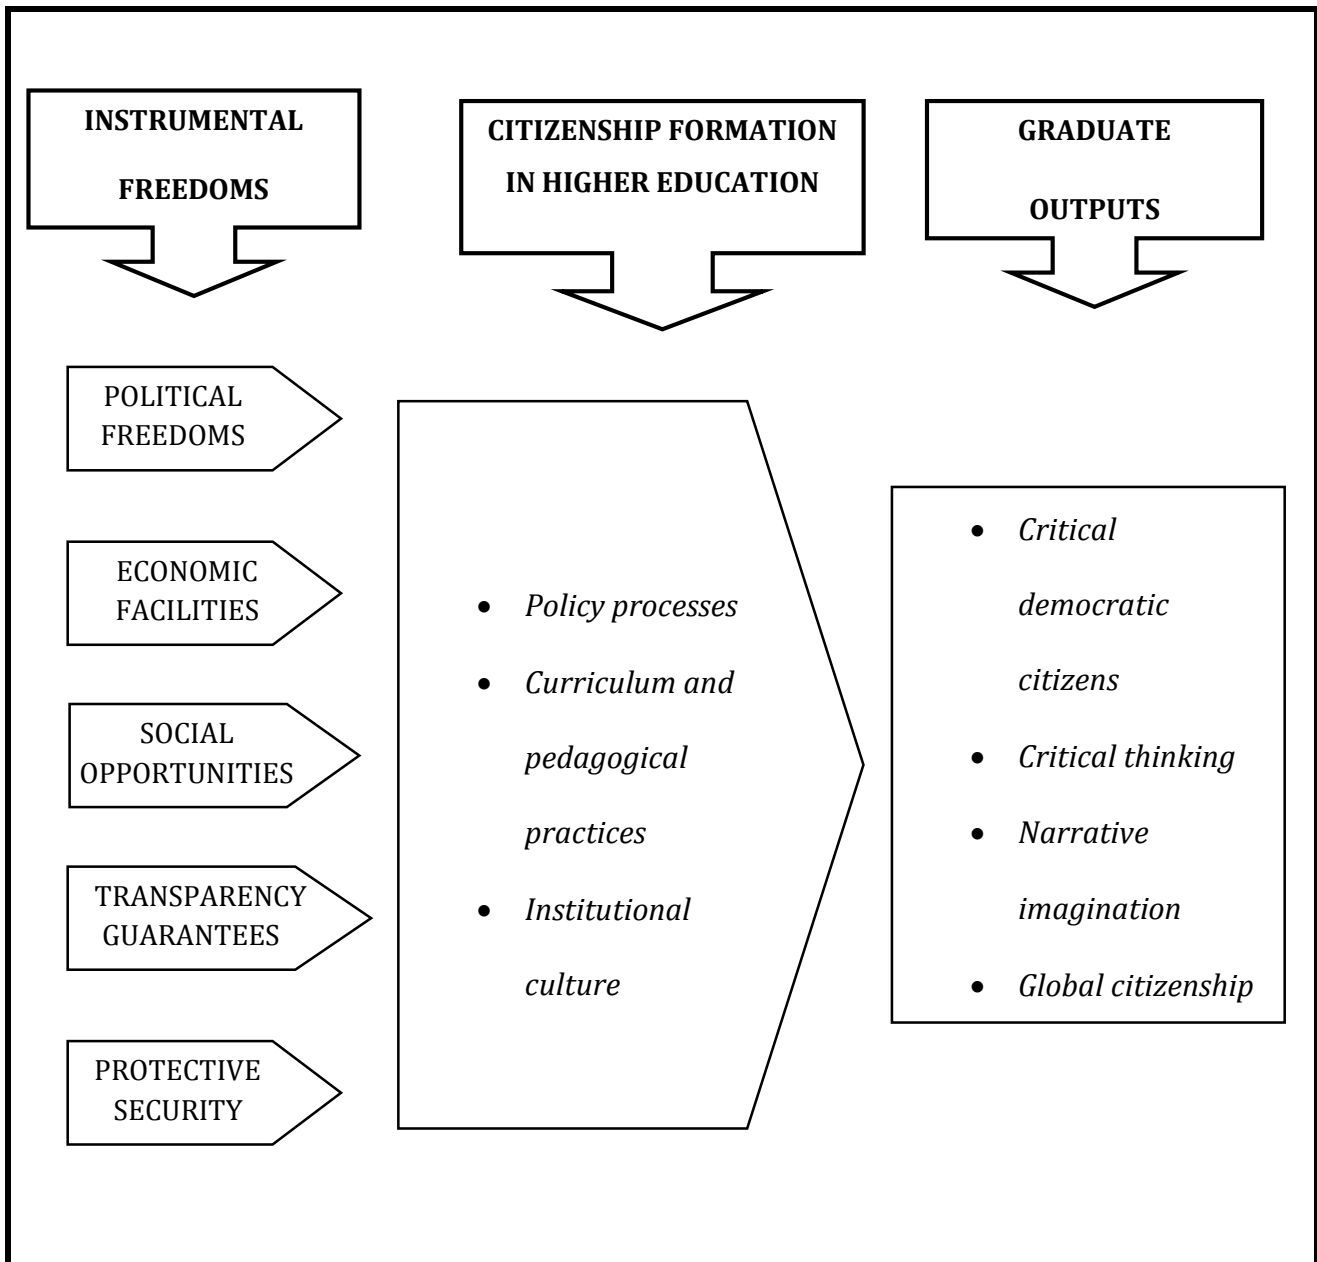 INSTRUMENTAL
FREEDOMS
CITIZENSHIP FORMATION
IN HIGHER EDUCATION
GRADUATE
OUTPUTS
POLITICAL
FREEDOMS
ECONOMIC
FACILITIES
SOCIAL
OPPORTUNITIES
TRANSPARENCY
GUARANTEES
PROTECTIVE
SECURITY
• Policy processes
• Curriculum and
pedagogical
practices
• Institutional
culture
• Critical
democratic
citizens
• Critical thinking
• Narrative
imagination
• Global citizenship